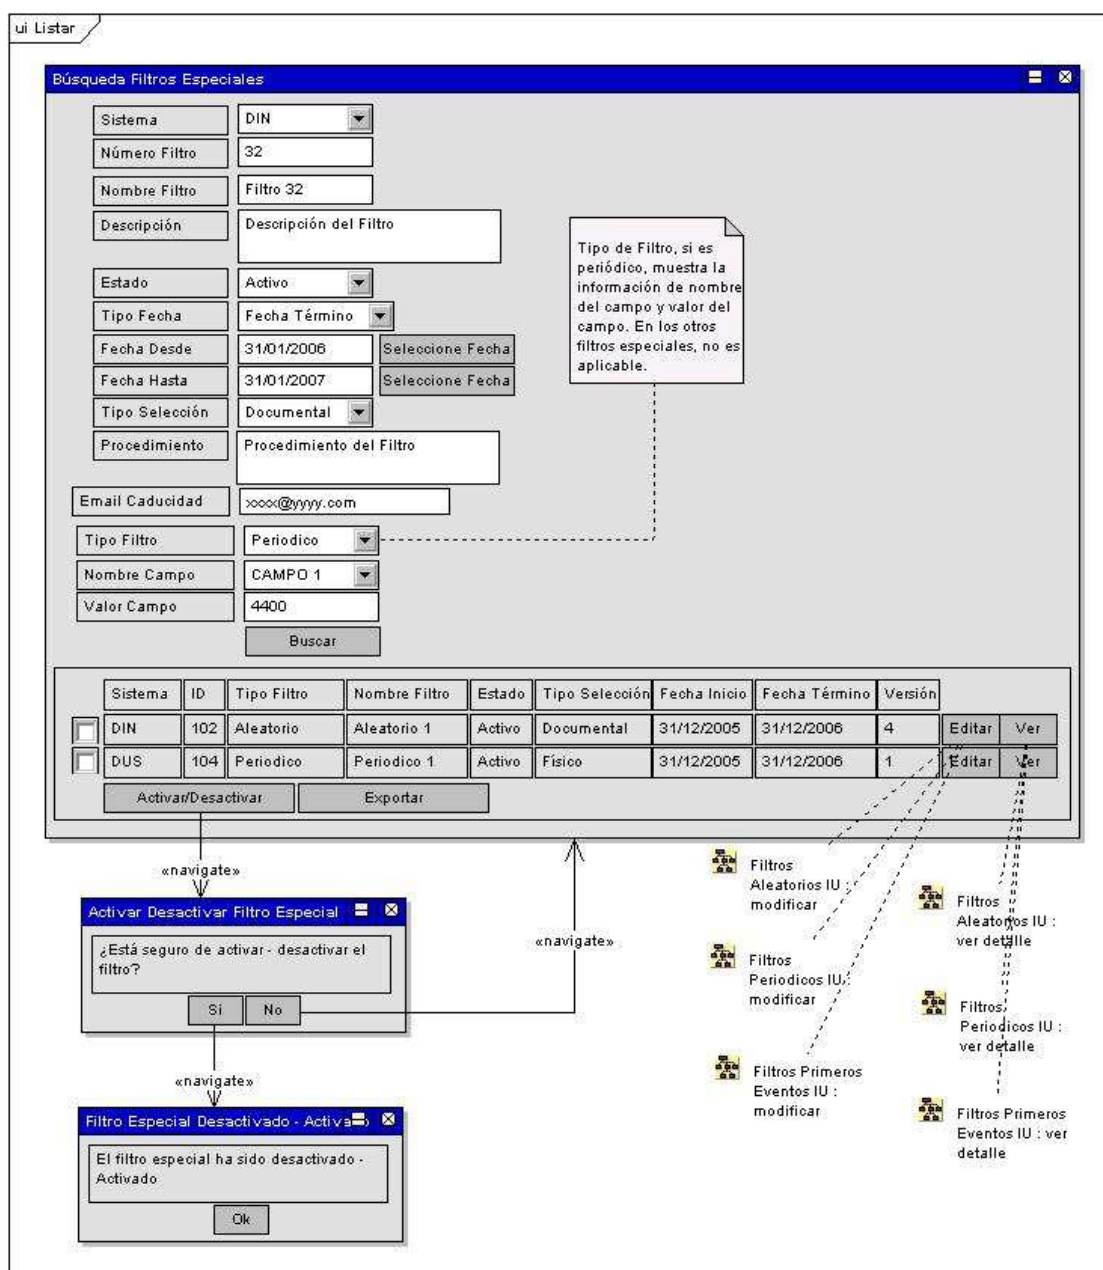 ui Listar
Búsqueda Filtros Especiales
Sistema DIN
Número Filtro 32
Nombre Filtro Filtro 32
Descripción Descripción del Filtro
Estado Activo
Tipo Fecha Fecha Término
Fecha Desde 31/01/2006 Seleccione Fecha
Fecha Hasta 31/01/2007 Seleccione Fecha
Tipo Selección Documental
Procedimiento Procedimiento del Filtro
Email Caducidad xxxx@yyyy.com
Tipo Filtro Periodico
Nombre Campo CAMPO 1
Valor Campo 4400
Buscar
Tipo de Filtro, si es
periódico, muestra la
información de nombre
del campo y valor del
campo. En los otros
filtros especiales, no es
aplicable.
Sistema ID Tipo Filtro Nombre Filtro Estado Tipo Selección Fecha Inicio Fecha Término Versión
DIN 102 Aleatorio Aleatorio 1 Activo Documental 31/12/2005 31/12/2006 4 Editar Ver
DUS 104 Periodico Periodico 1 Activo Físico 31/12/2005 31/12/2006 1 Editar Ver
Activar/Desactivar Exportar
«navigate»
Activar Desactivar Filtro Especial
¿Está seguro de activar - desactivar el
filtro?
Sí No
«navigate»
«navigate»
Filtro Especial Desactivado - Activado
El filtro especial ha sido desactivado -
Activado
Ok
Filtros
Aleatorios IU :
modificar
Filtros
Periodicos IU :
modificar
Filtros Primeros
Eventos IU :
modificar
Filtros
Aleatorios IU :
ver detalle
Filtros
Periodicos IU :
ver detalle
Filtros Primeros
Eventos IU : ver
detalle